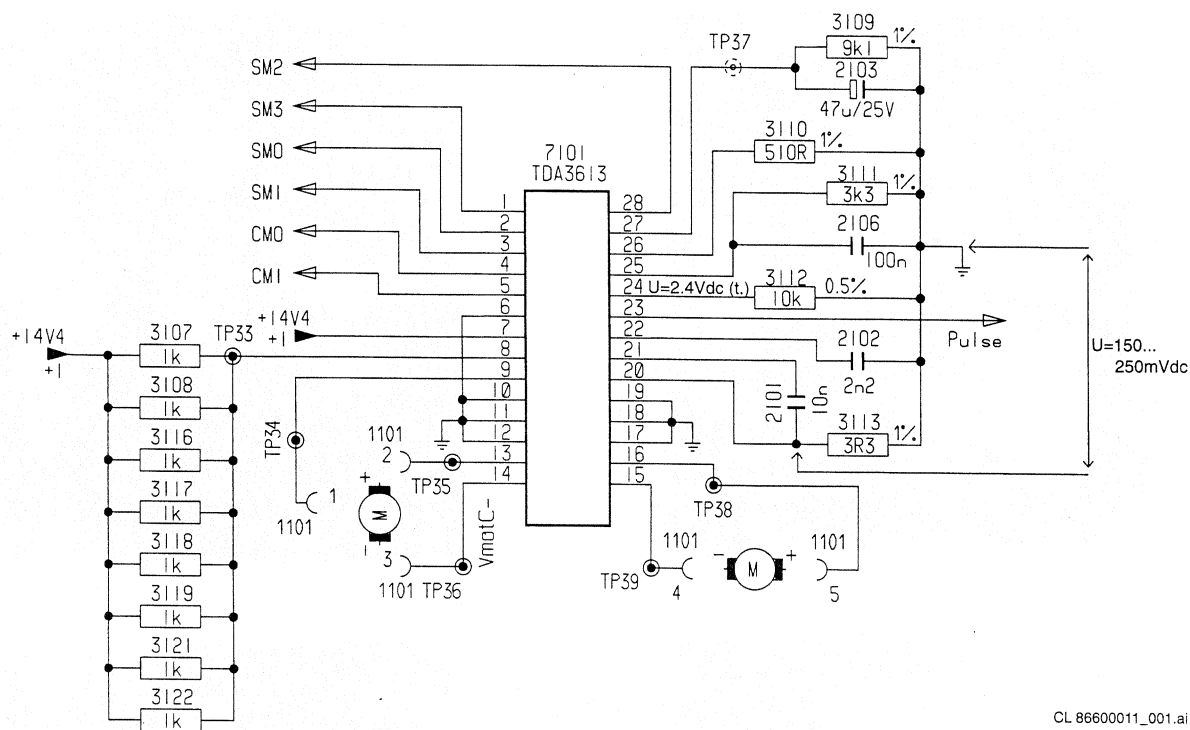 3109
9k1
1%
TP37
2103
47u/25V
SM2
SM3
SM0
SM1
CM0
CM1
7101
TDA3613
3110
510R
1%
3111
3k3
1%
2106
100n
1
2
3
4
5
6
7
8
9
10
11
12
13
14
28
27
26
25
24
23
22
21
20
19
18
17
16
15
U=2.4Vdc (t.)
3112
10k
0.5%
Pulse
2102
2n2
2101
10n
3113
3R3
1%
U=150...
250mVdc
+14V4
+1
+14V4
+1
3107
1k
TP33
3108
1k
3116
1k
3117
1k
3118
1k
3119
1k
3121
1k
3122
1k
TP34
1101
2
TP35
1
1101
+
M
-
3
1101
TP36
VmotC-
TP38
TP39
1101
4
-
M
+
1101
5
CL 86600011_001.ai